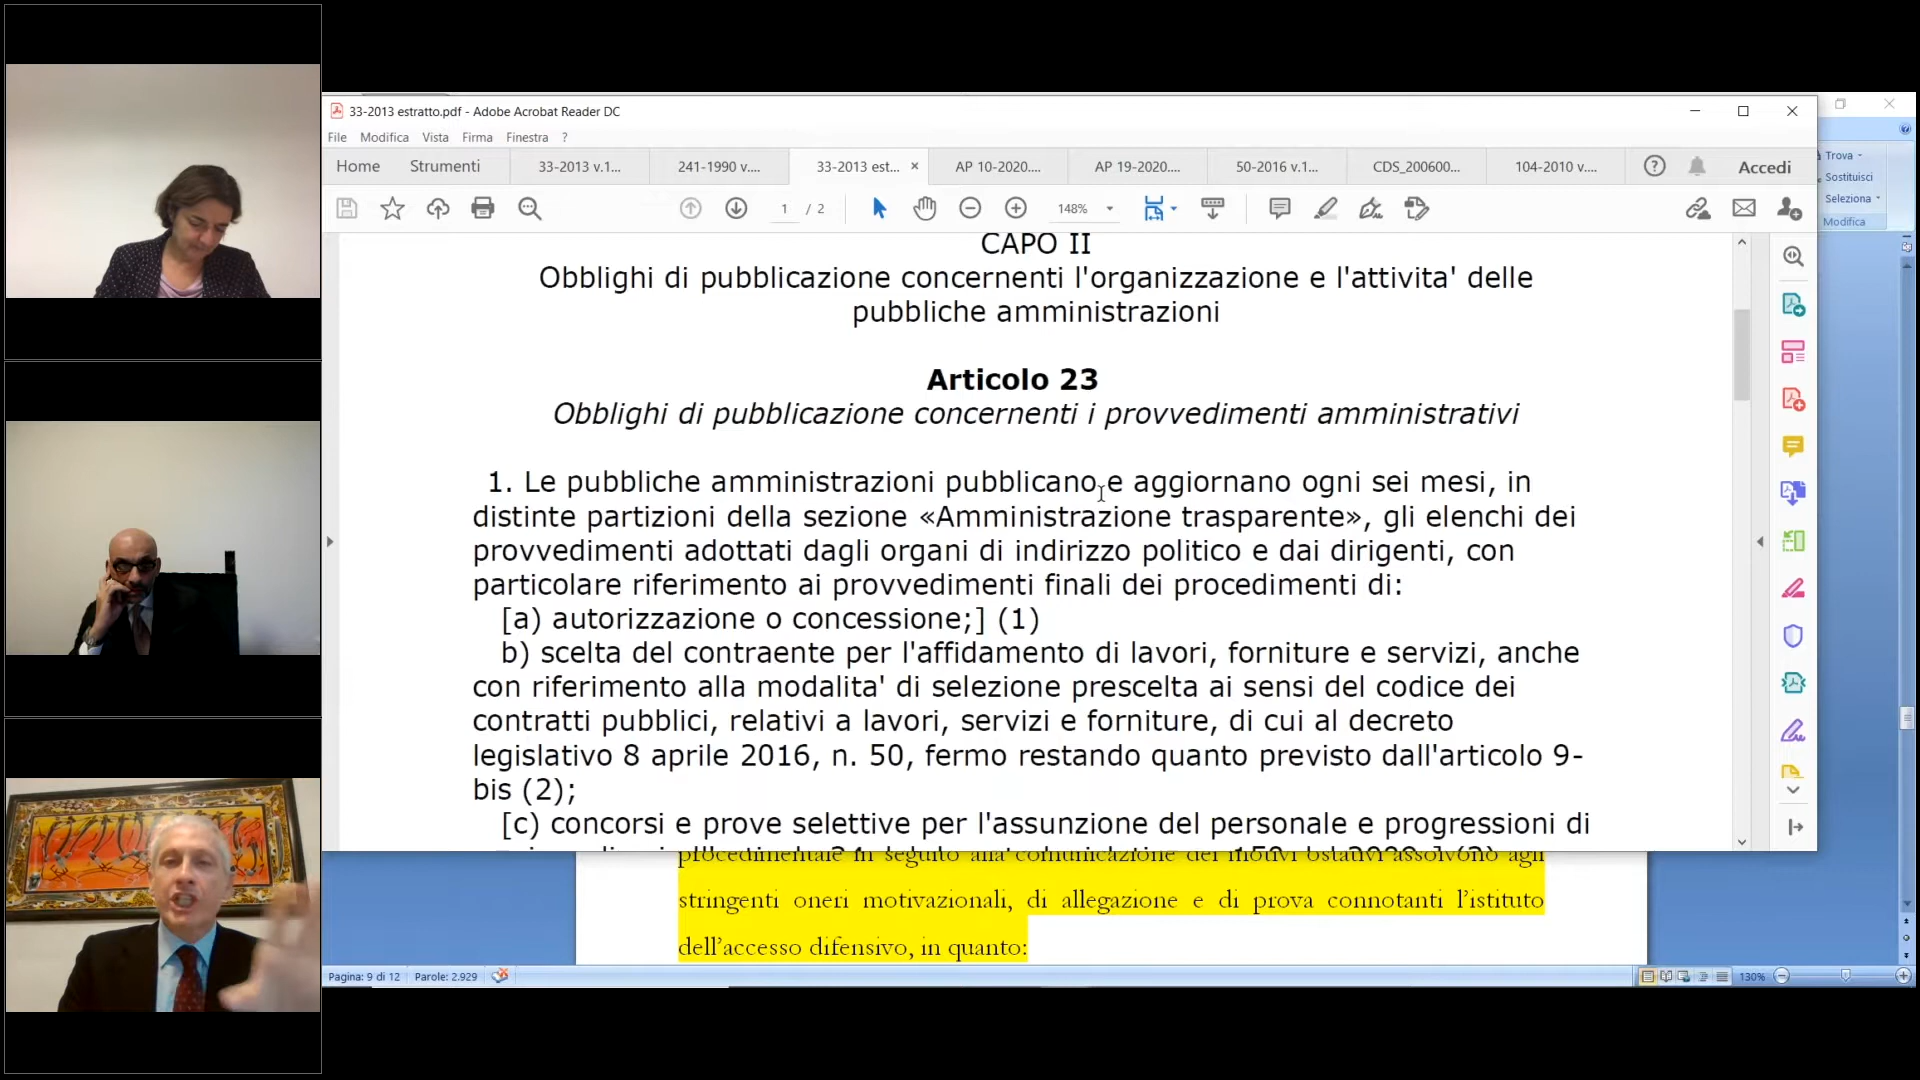 33-2013 estratto.pdf - Adobe Acrobat Reader DC
File Modifica Vista Firma Finestra ?
Home Strumenti 33-2013 v.1... 241-1990 v.... 33-2013 est... × AP 10-2020.... AP 19-2020.... 50-2016 v.1... CDS_200600... 104-2010 v.... Accedi
1 / 2 148%
Trova
Sostituisci
Seleziona
Modifica
CAPO II
Obblighi di pubblicazione concernenti l'organizzazione e l'attivita' delle
pubbliche amministrazioni
Articolo 23
Obblighi di pubblicazione concernenti i provvedimenti amministrativi
1. Le pubbliche amministrazioni pubblicano e aggiornano ogni sei mesi, in
distinte partizioni della sezione «Amministrazione trasparente», gli elenchi dei
provvedimenti adottati dagli organi di indirizzo politico e dai dirigenti, con
particolare riferimento ai provvedimenti finali dei procedimenti di:
[a) autorizzazione o concessione;] (1)
b) scelta del contraente per l'affidamento di lavori, forniture e servizi, anche
con riferimento alla modalita' di selezione prescelta ai sensi del codice dei
contratti pubblici, relativi a lavori, servizi e forniture, di cui al decreto
legislativo 8 aprile 2016, n. 50, fermo restando quanto previsto dall'articolo 9-
bis (2);
[c) concorsi e prove selettive per l'assunzione del personale e progressioni di
procedimentale in seguito alla comunicazione dei motivi ostativi
stringenti oneri motivazionali, di allegazione e di prova connotanti l’istituto
dell’accesso difensivo, in quanto:
Pagina: 9 di 12 Parole: 2.929 130%